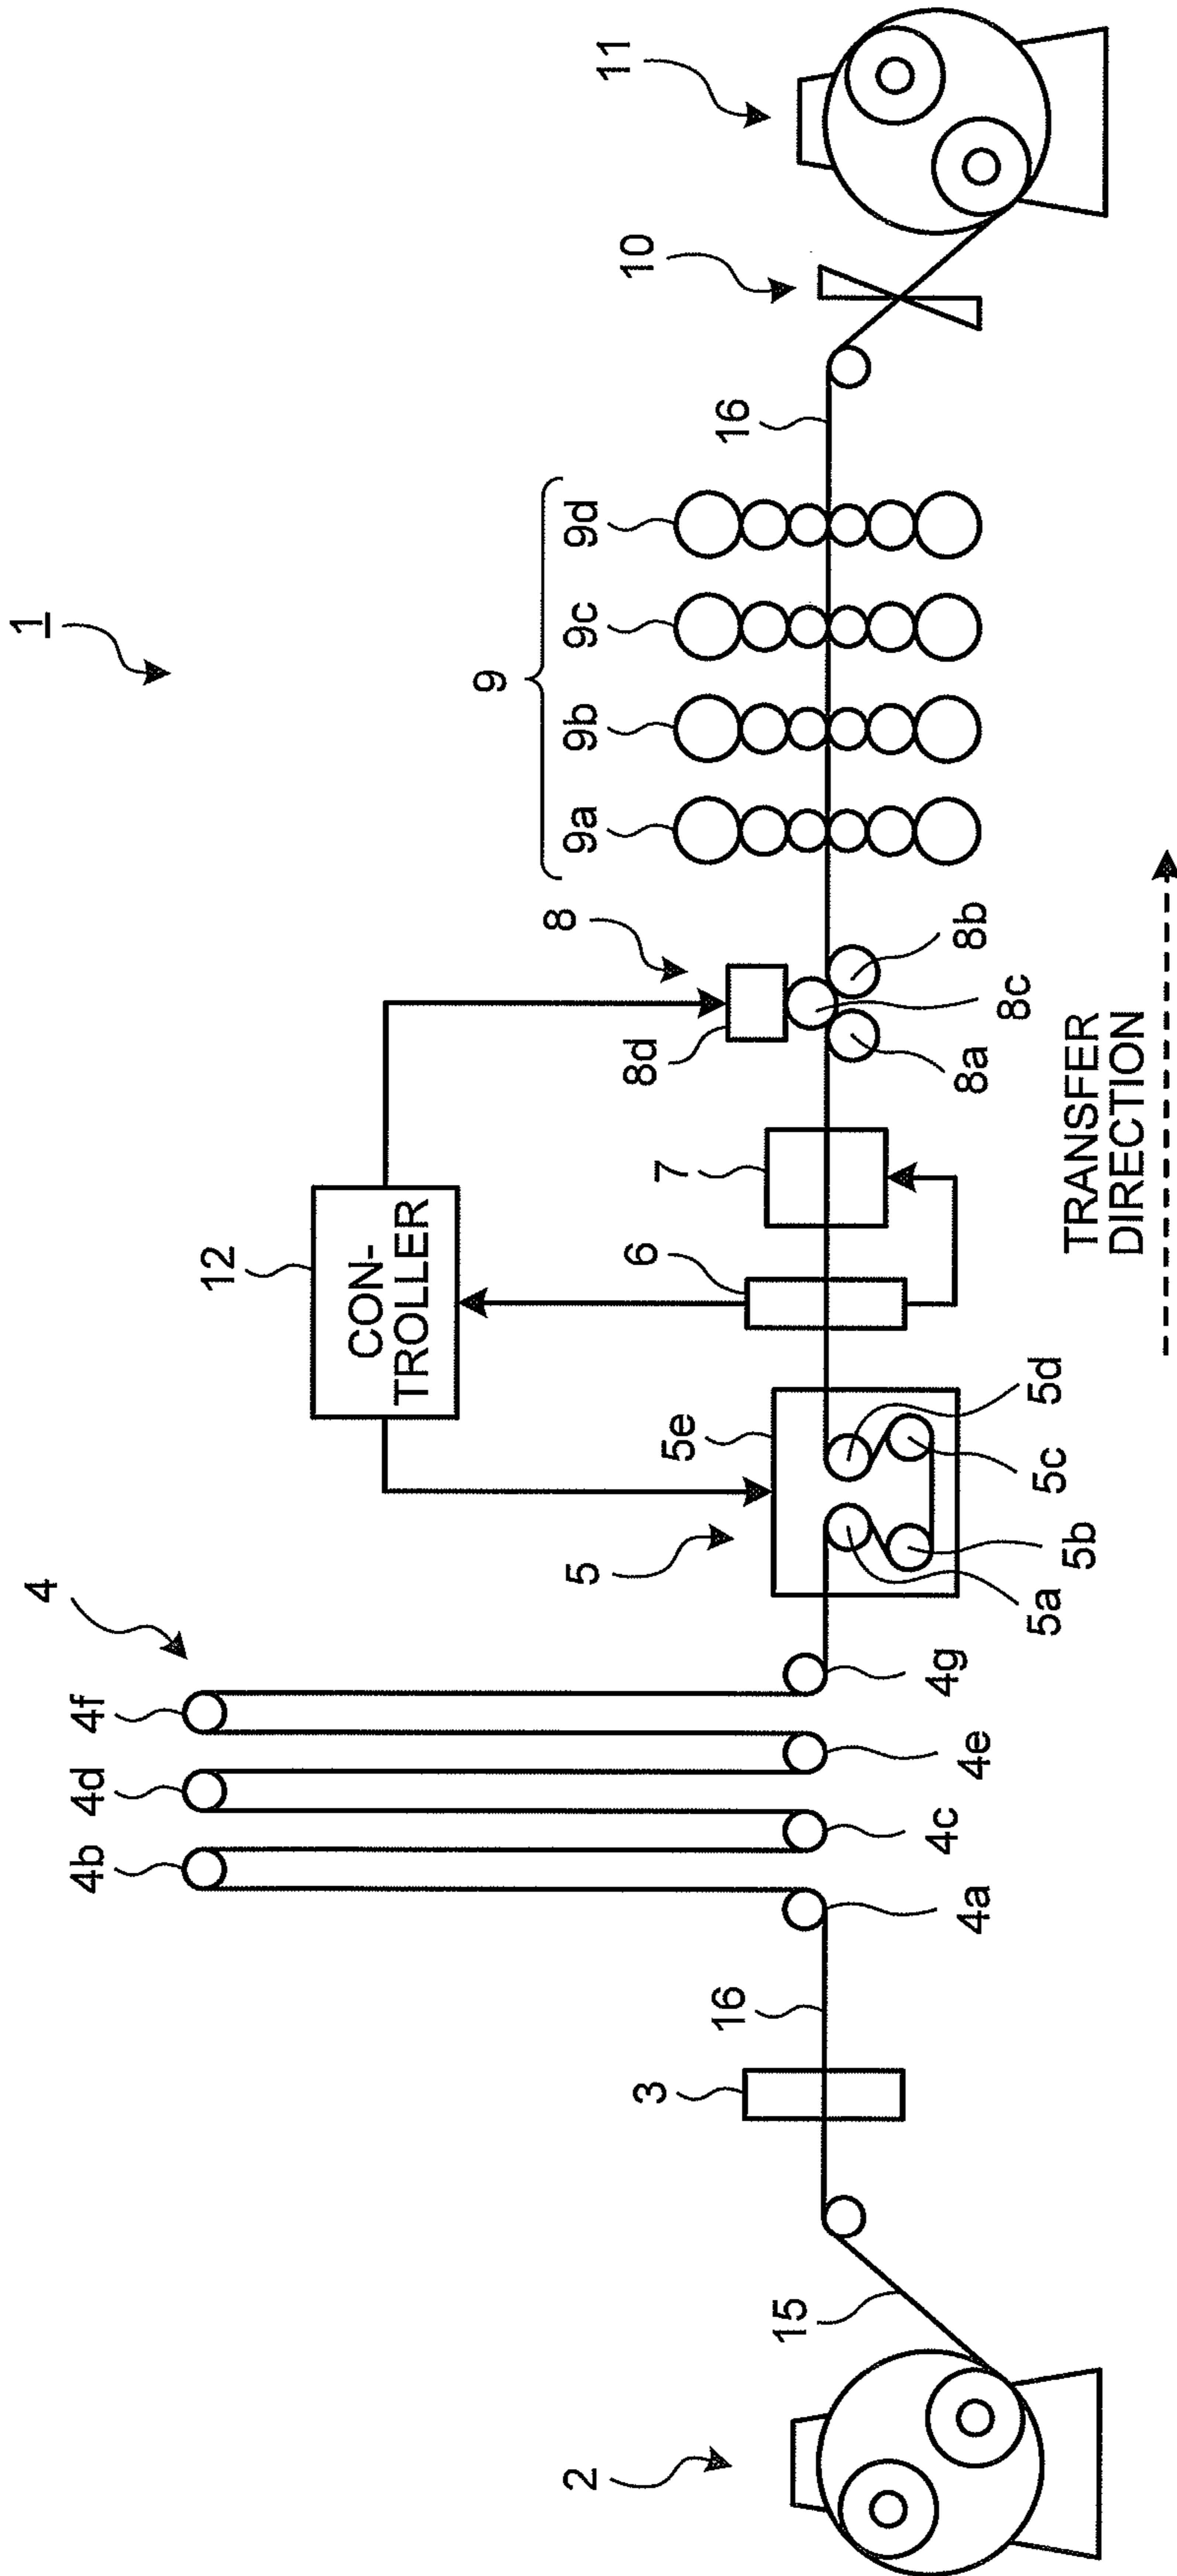 1
11
10
16
9
9a
9b
9c
9d
8
8d
8a
8c
8b
7
6
12
CON-
TROLLER
5
5e
5a
5b
5c
5d
4
4b
4d
4f
4a
4c
4e
4g
16
3
15
2
TRANSFER
DIRECTION